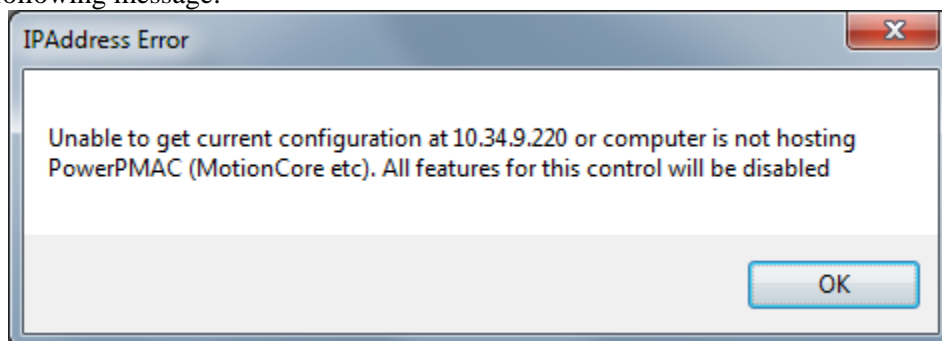 following message:
IPAddress Error
Unable to get current configuration at 10.34.9.220 or computer is not hosting
PowerPMAC (MotionCore etc). All features for this control will be disabled
OK